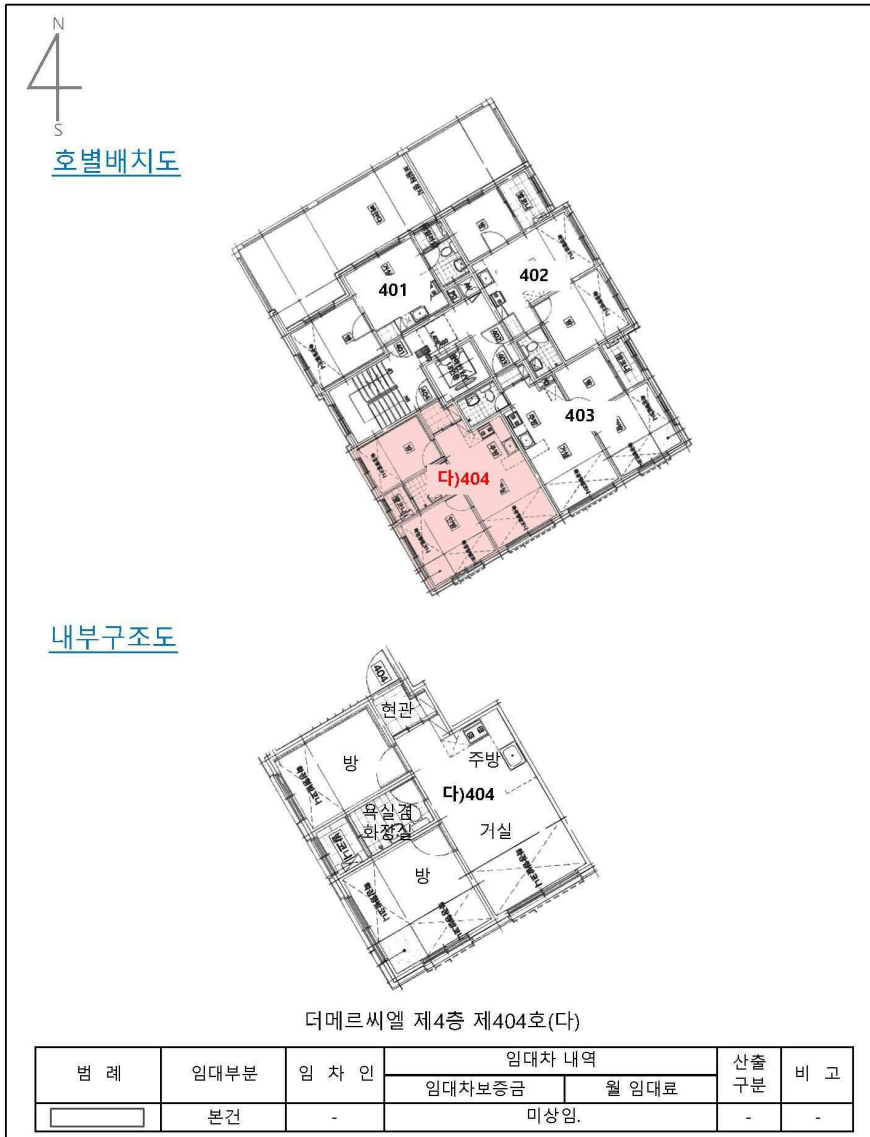 N
S
호별배치도
401
402
403
다)404
내부구조도
404
현관
방
주방
다)404
욕실겸
화장실
거실
방
더메르씨엘 제4층 제404호(다)
범 례 임대부분 임 차 인 임대차 내역 산출구분 비 고
임대차보증금 월 임대료
본건 - 미상임. - -